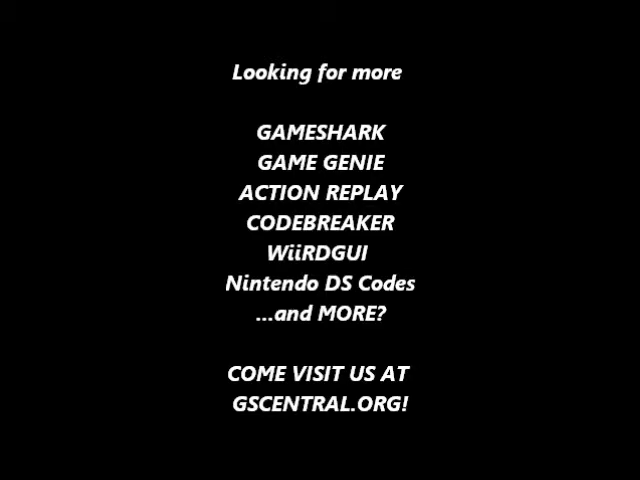 Looking for more
GAMESHARK
GAME GENIE
ACTION REPLAY
CODEBREAKER
WiiRDGUI
Nintendo DS Codes
...and MORE?
COME VISIT US AT
GSCENTRAL.ORG!